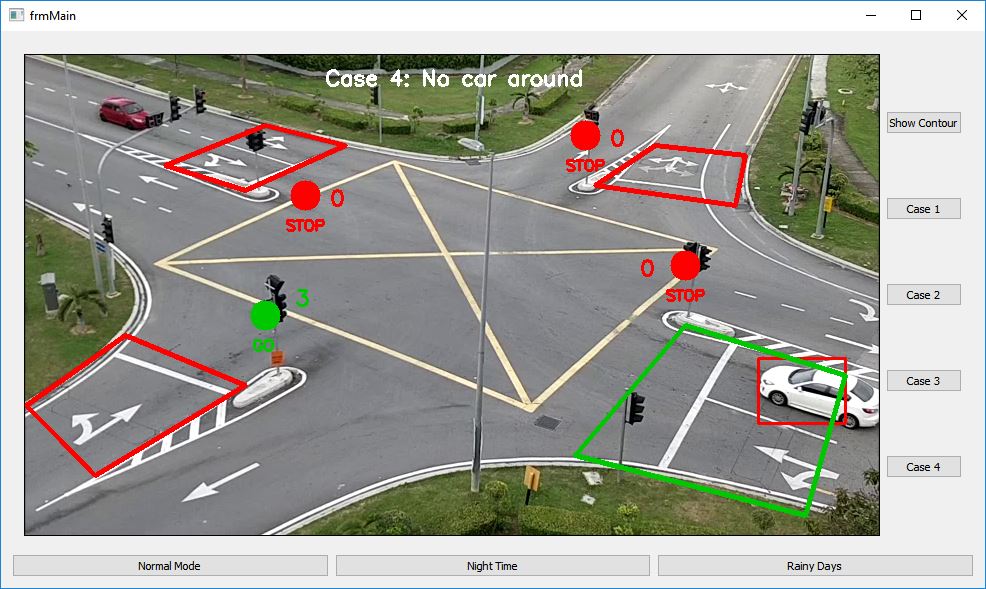 frmMain
Case 4: No car around
0
STOP
0
STOP
0
STOP
3
GO
Show Contour
Case 1
Case 2
Case 3
Case 4
Normal Mode
Night Time
Rainy Days